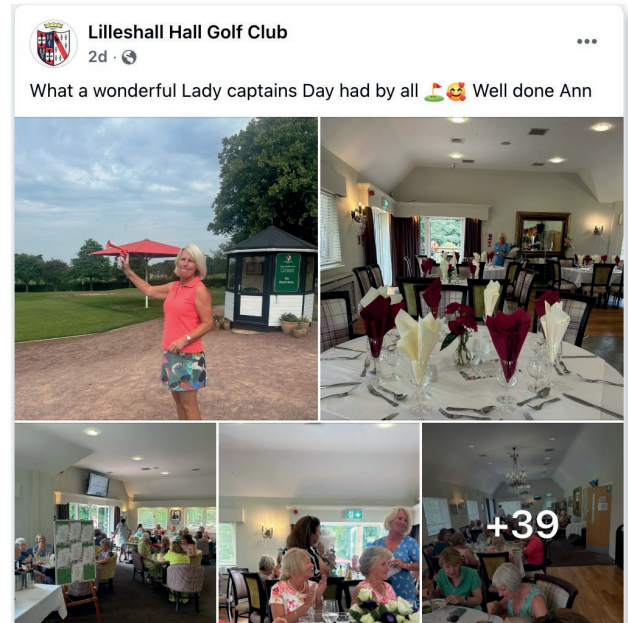 Lilleshall Hall Golf Club
2d ·
What a wonderful Lady captains Day had by all ⛳🥰 Well done Ann
+39